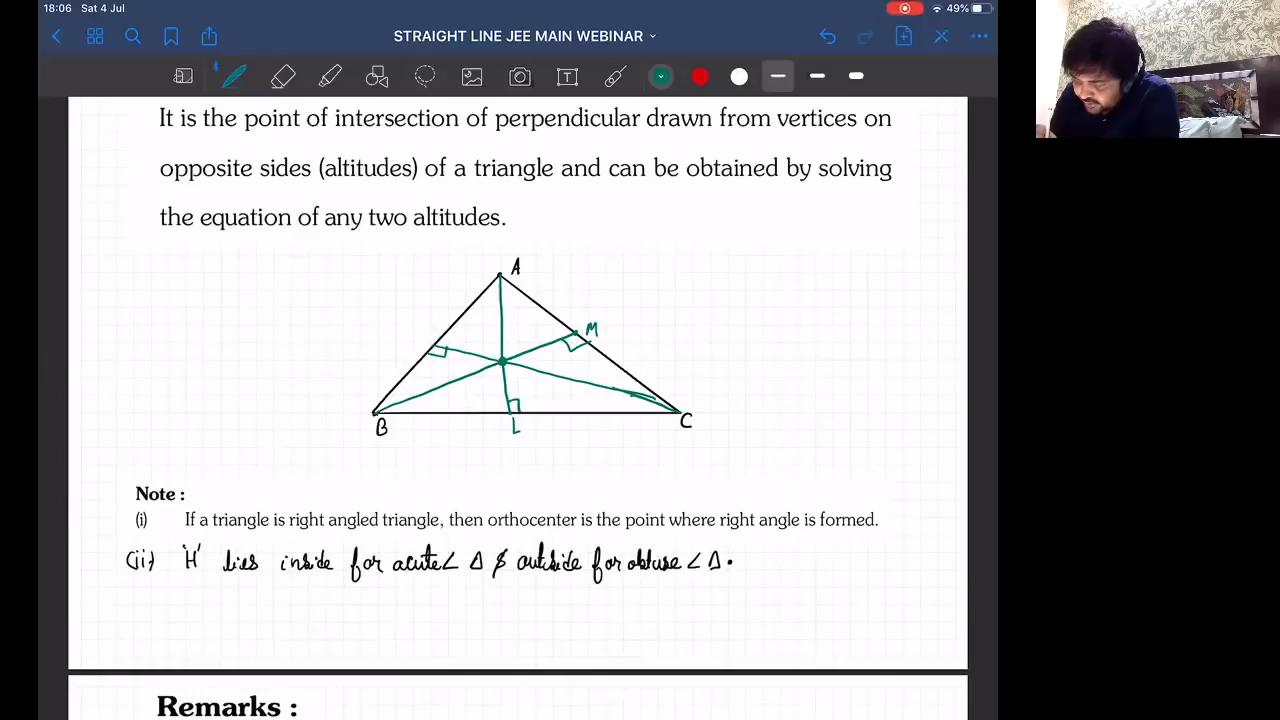 18:06 Sat 4 Jul
49%
STRAIGHT LINE JEE MAIN WEBINAR
T
It is the point of intersection of perpendicular drawn from vertices on
opposite sides (altitudes) of a triangle and can be obtained by solving
the equation of any two altitudes.
A
M
B
L
C
Note :
(i) If a triangle is right angled triangle, then orthocenter is the point where right angle is formed.
(ii) 'H' lies inside for acute∠ Δ & outside for obtuse ∠ Δ.
Remarks :